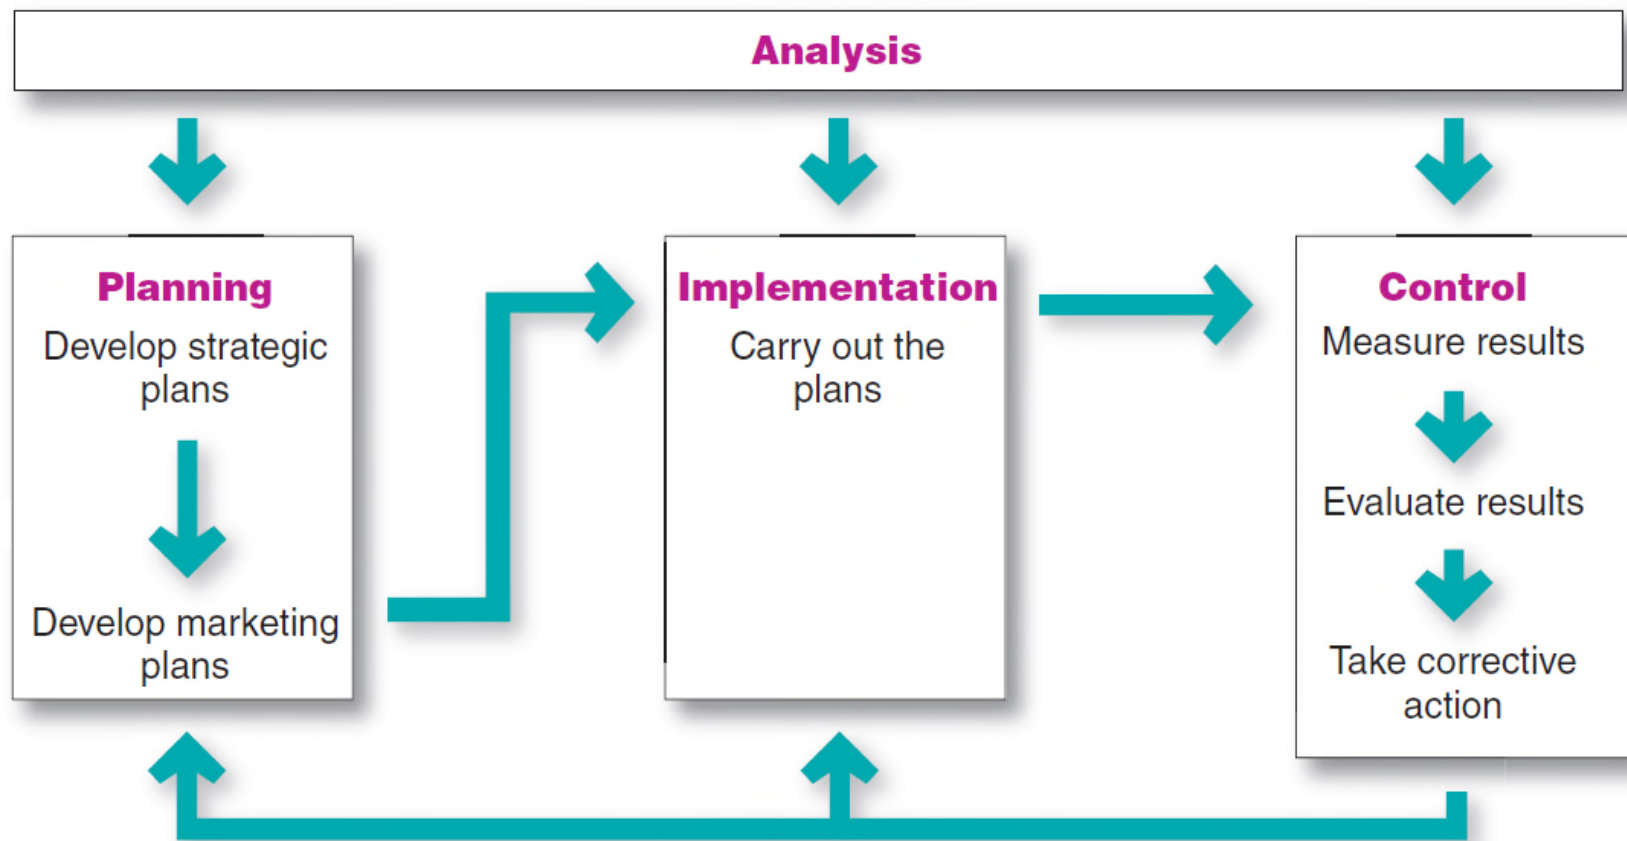 Analysis
Planning
Develop strategic
plans
Develop marketing
plans
Implementation
Carry out the
plans
Control
Measure results
Evaluate results
Take corrective
action